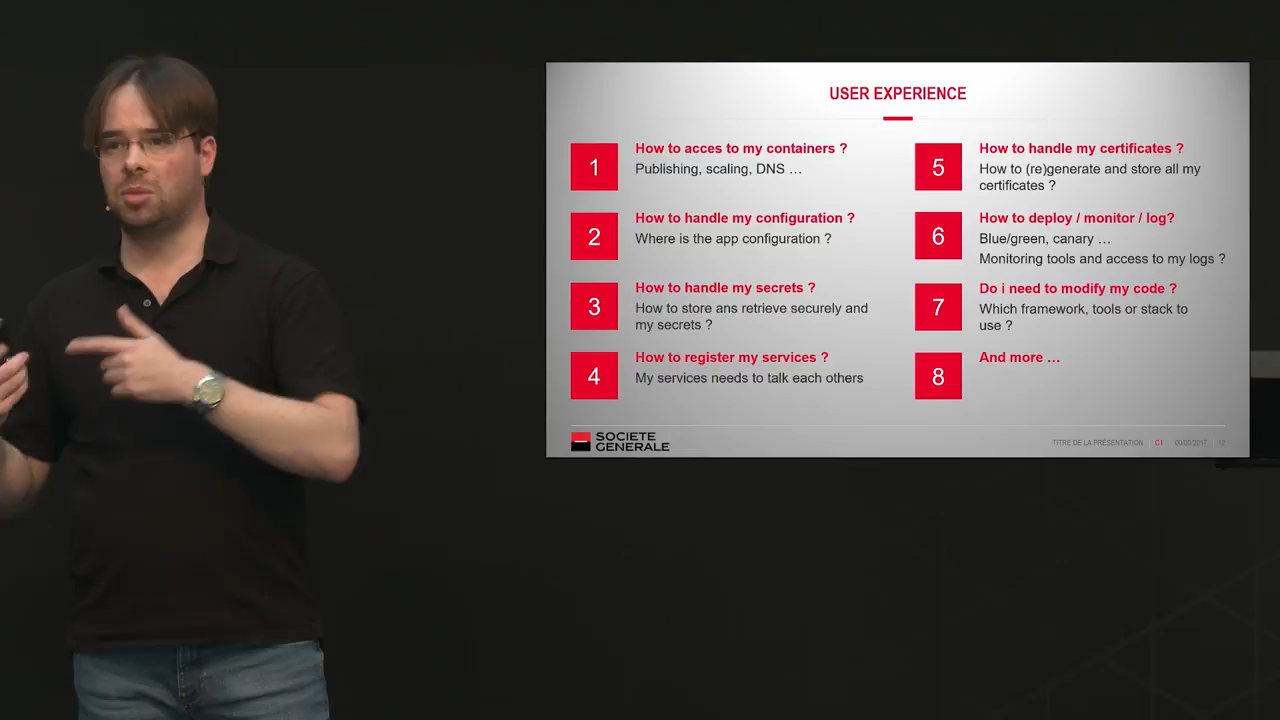 USER EXPERIENCE
1
How to acces to my containers ?
Publishing, scaling, DNS …
2
How to handle my configuration ?
Where is the app configuration ?
3
How to handle my secrets ?
How to store ans retrieve securely and
my secrets ?
4
How to register my services ?
My services needs to talk each others
5
How to handle my certificates ?
How to (re)generate and store all my
certificates ?
6
How to deploy / monitor / log?
Blue/green, canary …
Monitoring tools and access to my logs ?
7
Do i need to modify my code ?
Which framework, tools or stack to
use ?
8
And more …
SOCIETE
GENERALE
TITRE DE LA PRÉSENTATION | C1 | 00/00/2017 | 12